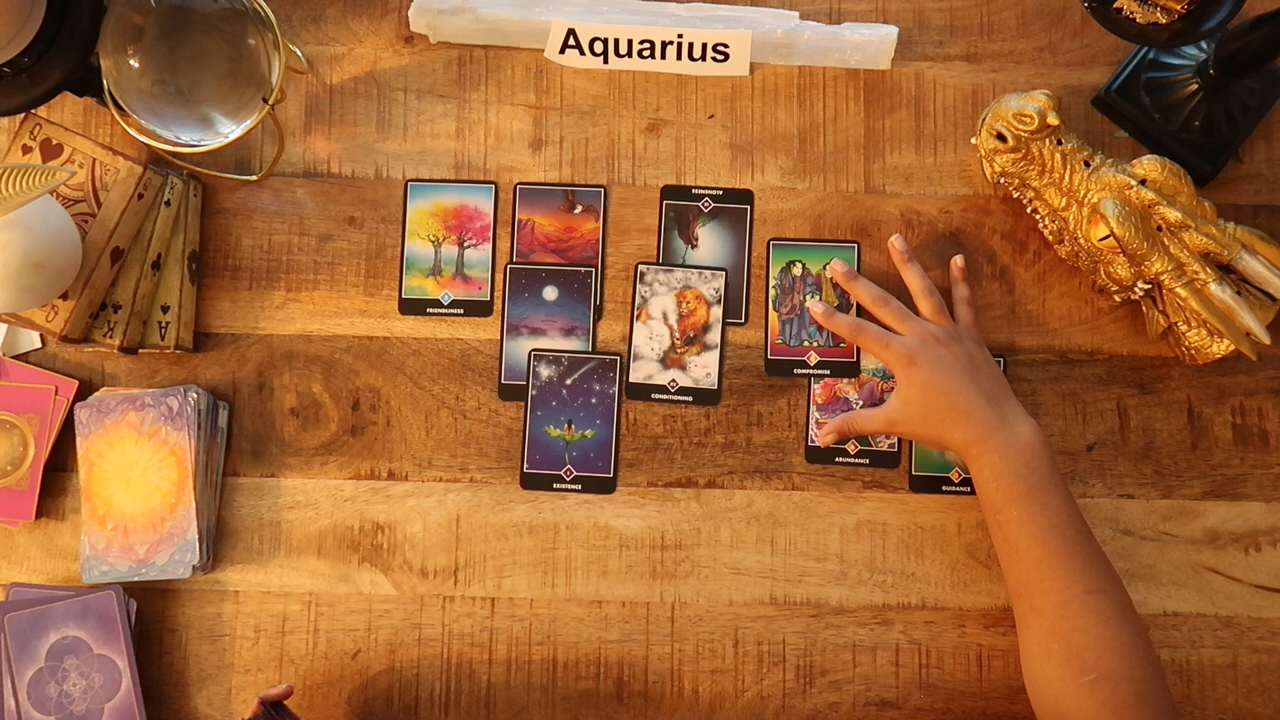 Aquarius
ALONENESS
FRIENDLINESS
COMPROMISE
CONDITIONING
ABUNDANCE
EXISTENCE
GUIDANCE
Q
K
A